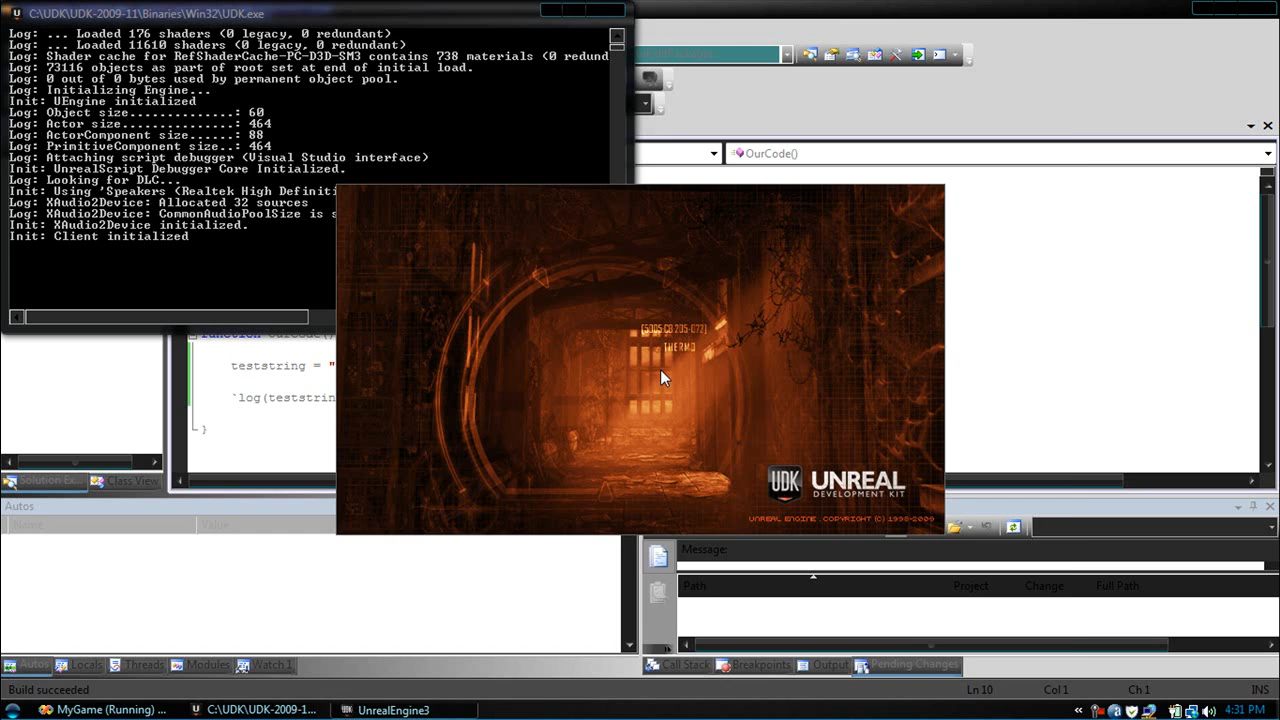 C:\UDK\UDK-2009-11\Binaries\Win32\UDK.exe
Log: ... Loaded 176 shaders (0 legacy, 0 redundant)
Log: ... Loaded 11610 shaders (0 legacy, 0 redundant)
Log: Shader cache for RefShaderCache-PC-D3D-SM3 contains 738 materials (0 redund
Log: 73116 objects as part of root set at end of initial load.
Log: 0 out of 0 bytes used by permanent object pool.
Log: Initializing Engine...
Init: UEngine initialized
Log: Object size..............: 60
Log: Actor size...............: 464
Log: ActorComponent size......: 88
Log: PrimitiveComponent size..: 464
Log: Attaching script debugger (Visual Studio interface)
Init: UnrealScript Debugger Core Initialized.
Log: Looking for DLC...
Init: Using 'Speakers (Realtek High Definiti
Log: XAudio2Device: Allocated 32 sources
Log: XAudio2Device: CommonAudioPoolSize is s
Init: XAudio2Device initialized.
Init: Client initialized
OurCode()
teststring = "
`log(teststrin
}
THERMO
UDK UNREAL
DEVELOPMENT KIT
UNREAL ENGINE. COPYRIGHT (C) 1998-2009
Solution Ex... Class View
Autos
Name Value
Message:
Path Project Change Full Path
Autos Locals Threads Modules Watch 1
Call Stack Breakpoints Output Pending Changes
Build succeeded Ln 10 Col 1 Ch 1 INS
MyGame (Running) ... C:\UDK\UDK-2009-1... UnrealEngine3 « 4:31 PM